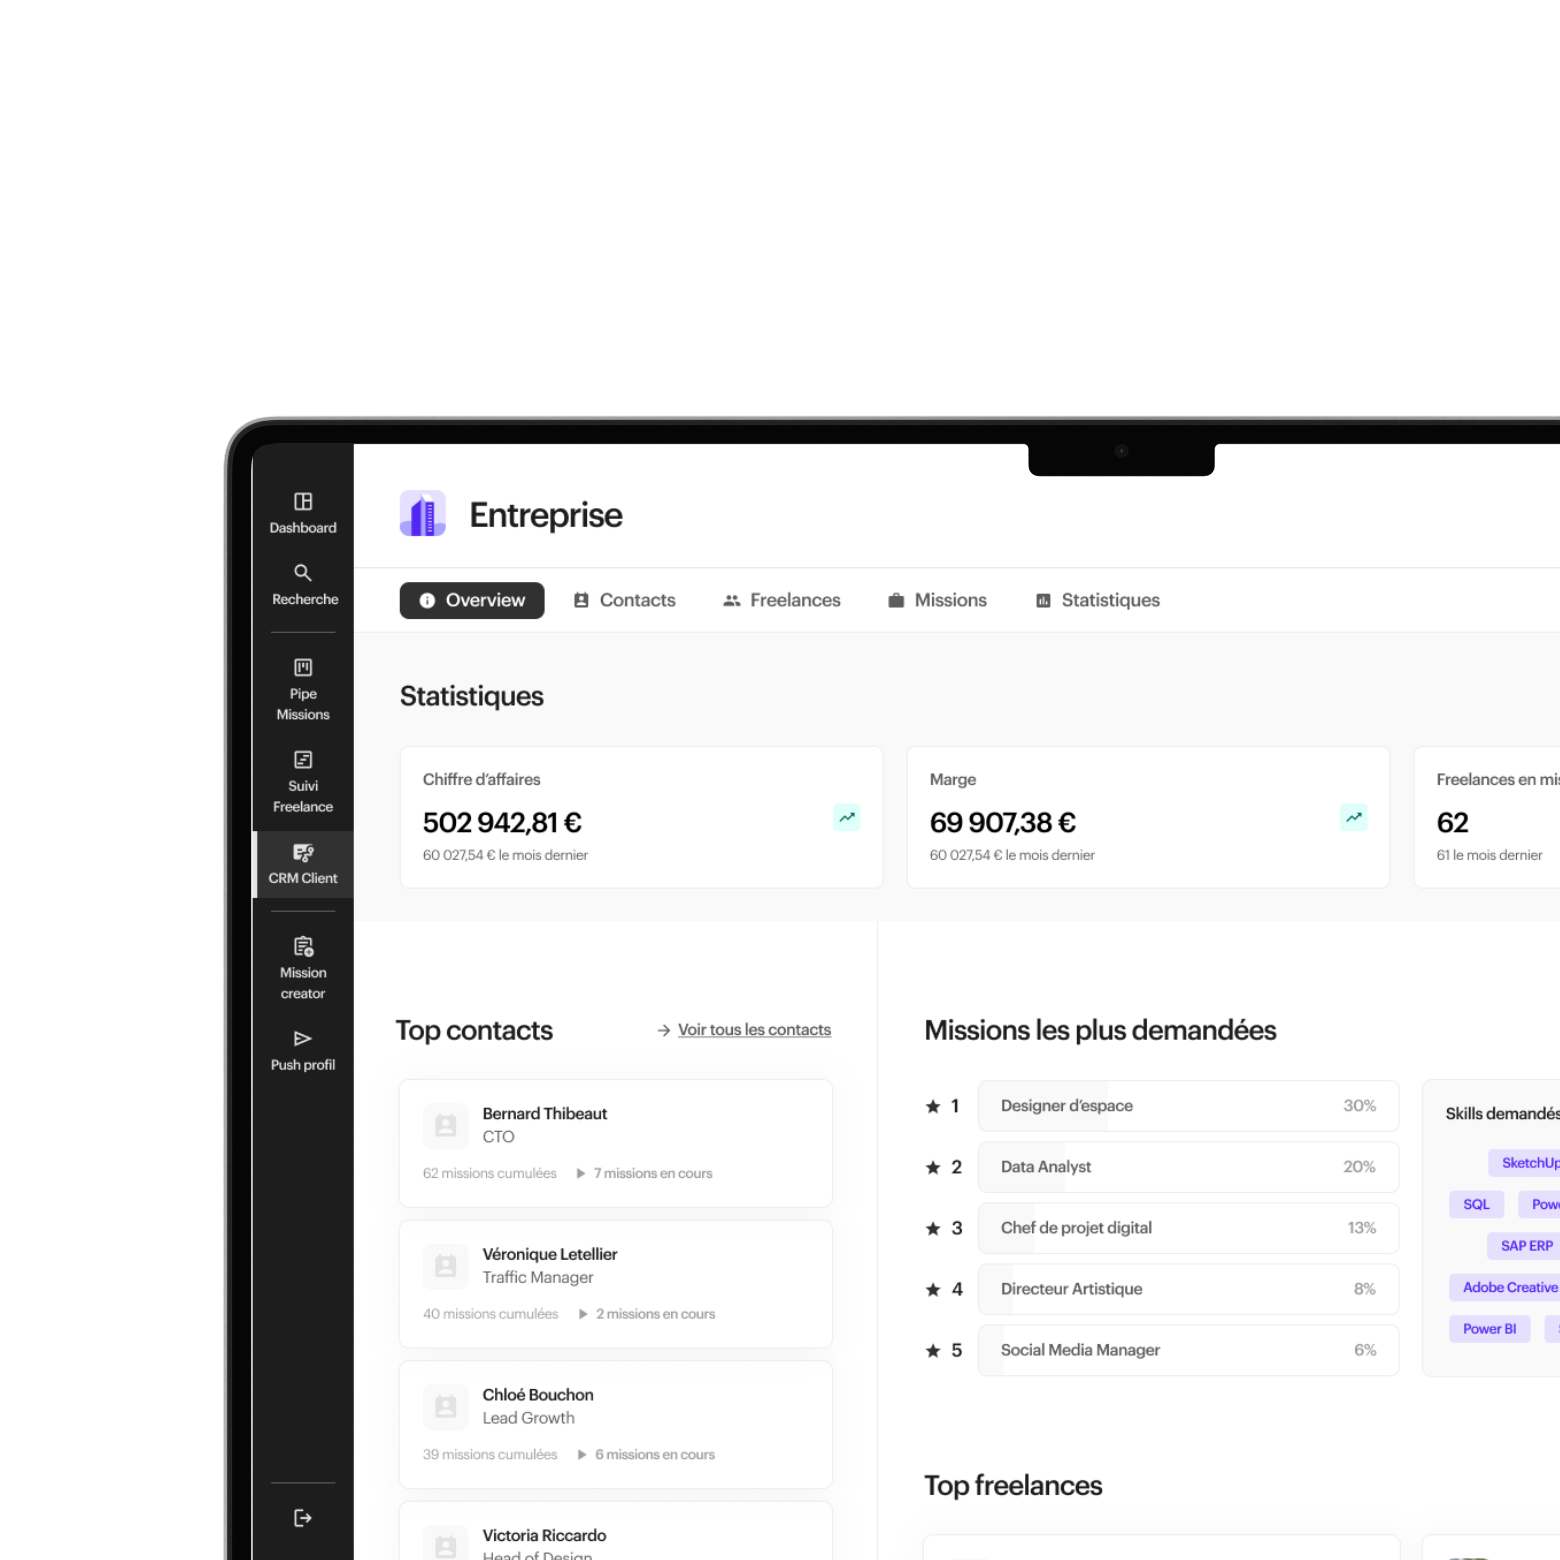 Dashboard
Recherche
Pipe
Missions
Suivi
Freelance
CRM Client
Mission
creator
Push profil
Entreprise
Overview
Contacts
Freelances
Missions
Statistiques
Statistiques
Chiffre d'affaires
502 942,81 €
60 027,54 € le mois dernier
Marge
69 907,38 €
60 027,54 € le mois dernier
Freelances en
62
61 le mois dernier
Top contacts
Voir tous les contacts
Bernard Thibeaut
CTO
62 missions cumulées
7 missions en cours
Véronique Letellier
Traffic Manager
40 missions cumulées
2 missions en cours
Chloé Bouchon
Lead Growth
39 missions cumulées
6 missions en cours
Victoria Riccardo
Head of Design
Missions les plus demandées
1 Designer d'espace 30%
2 Data Analyst 20%
3 Chef de projet digital 13%
4 Directeur Artistique 8%
5 Social Media Manager 6%
Skills demandés
SketchUp
SQL
SAP ERP
Adobe Creative
Power BI
Top freelances